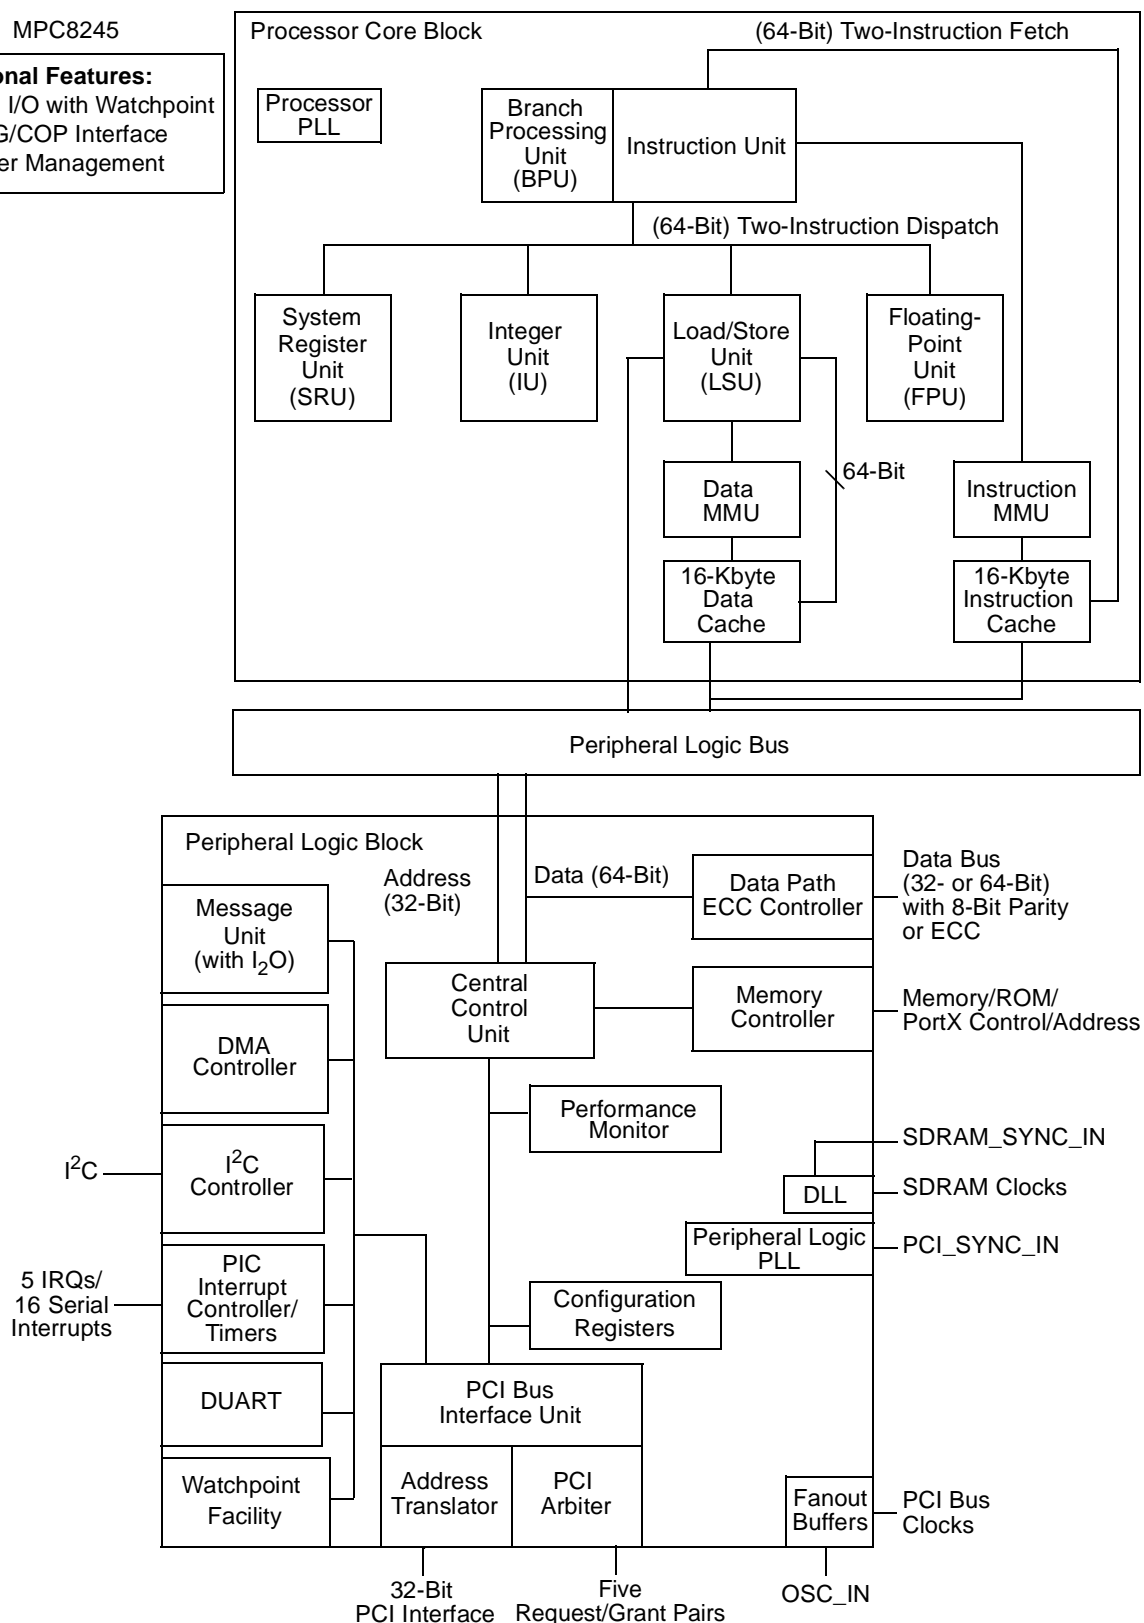 MPC8245
onal Features:
I/O with Watchpoint
G/COP Interface
er Management
Processor Core Block
(64-Bit) Two-Instruction Fetch
Processor
PLL
Branch
Processing
Unit
(BPU)
Instruction Unit
(64-Bit) Two-Instruction Dispatch
System
Register
Unit
(SRU)
Integer
Unit
(IU)
Load/Store
Unit
(LSU)
Floating-
Point
Unit
(FPU)
64-Bit
Data
MMU
Instruction
MMU
16-Kbyte
Data
Cache
16-Kbyte
Instruction
Cache
Peripheral Logic Bus
Peripheral Logic Block
Address
(32-Bit)
Data (64-Bit)
Data Path
ECC Controller
Data Bus
(32- or 64-Bit)
with 8-Bit Parity
or ECC
Message
Unit
(with I2O)
Central
Control
Unit
Memory
Controller
Memory/ROM/
PortX Control/Address
DMA
Controller
Performance
Monitor
SDRAM_SYNC_IN
I2C
I2C
Controller
DLL
SDRAM Clocks
Peripheral Logic
PLL
PCI_SYNC_IN
5 IRQs/
16 Serial
Interrupts
PIC
Interrupt
Controller/
Timers
Configuration
Registers
DUART
PCI Bus
Interface Unit
Watchpoint
Facility
Address
Translator
PCI
Arbiter
Fanout
Buffers
PCI Bus
Clocks
32-Bit
PCI Interface
Five
Request/Grant Pairs
OSC_IN